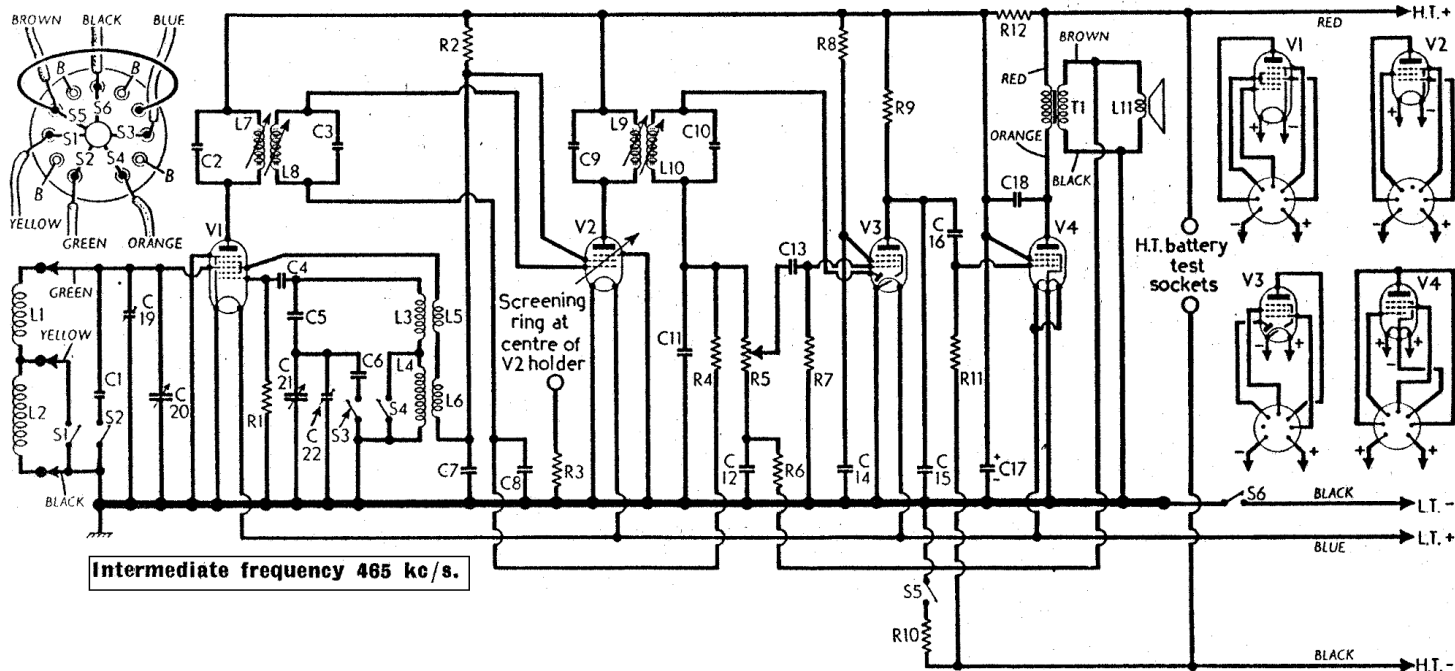 BROWN
BLACK
BLUE
B
B
S6
S5
S1
S3
S2
S4
B
B
YELLOW
GREEN
ORANGE
R2
R8
R12
RED
H.T.+
BROWN
RED
T1
L11
ORANGE
BLACK
R9
V1
V2
L7
C3
C2
L8
L9
C10
C9
L10
C18
V1
V2
V3
V4
C16
H.T. battery
test
sockets
V3
V4
GREEN
L1
C19
YELLOW
L2
C1
S1
S2
C20
BLACK
C4
C5
L3
L5
C6
L4
L6
R1
C21
C22
S3
S4
Screening
ring at
centre of
V2 holder
C7
C8
R3
C11
R4
R5
C13
R7
C12
R6
C14
C15
R11
+
C17
-
S6
BLACK
L.T. -
BLUE
L.T. +
Intermediate frequency 465 kc/s.
S5
R10
BLACK
H.T. -
+
-
-
+
+
-
-
+
+
-
-
+
-
+
+
+